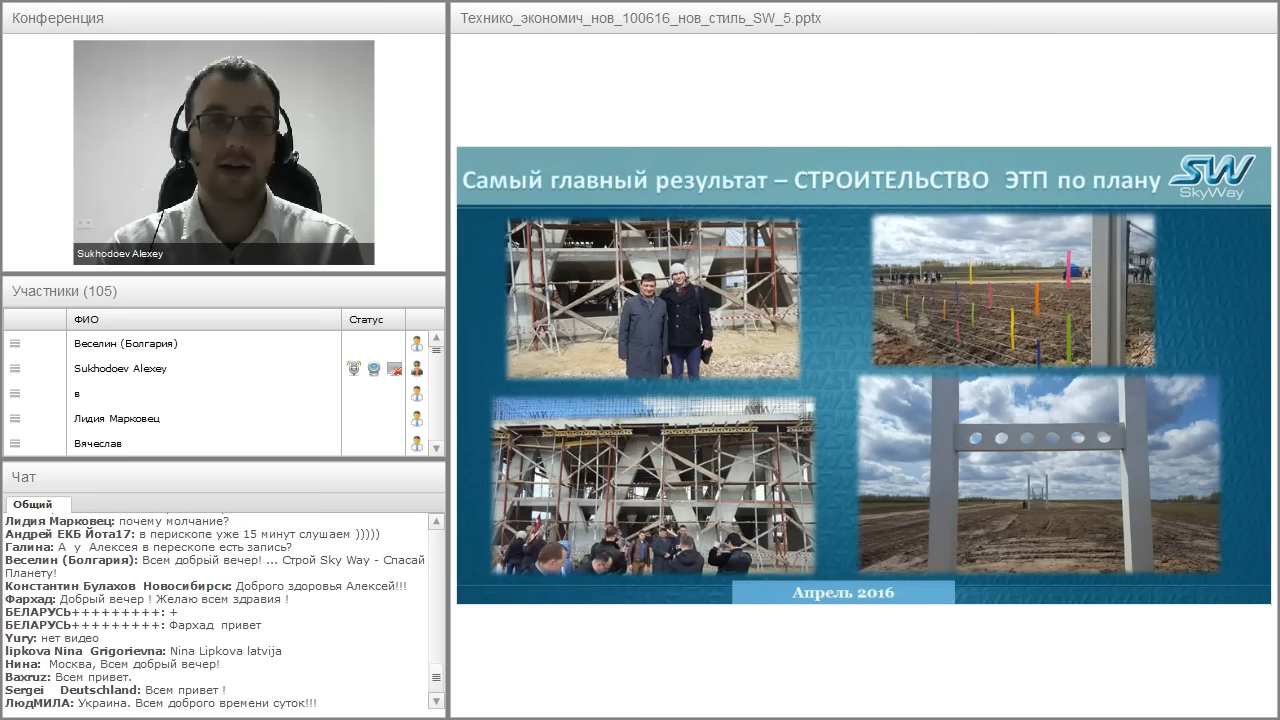 Конференция
Sukhodoev Alexey
Участники (105)
ФИО
Статус
Веселин (Болгария)
Sukhodoev Alexey
в
Лидия Марковец
Вячеслав
Чат
Общий
Лидия Марковец: почему молчание?
Андрей ЕКБ Йота17: в перископе уже 15 минут слушаем )))))
Галина: А у Алексея в перескопе есть запись?
Веселин (Болгария): Всем добрый вечер! ... Строй Sky Way - Спасай
Планету!
Константин Булахов Новосибирск: Доброго здоровья Алексей!!!
Фархад: Добрый вечер ! Желаю всем здравия !
БЕЛАРУСЬ+++++++++: +
БЕЛАРУСЬ+++++++++: Фархад привет
Yury: нет видео
lipkova Nina Grigorievna: Nina Lipkova latvija
Нина: Москва, Всем добрый вечер!
Baxruz: Всем привет.
Sergei Deutschland: Всем привет !
ЛюдМИЛА: Украина. Всем доброго времени суток!!!
Технико_экономич_нов_100616_нов_стиль_SW_5.pptx
Самый главный результат – СТРОИТЕЛЬСТВО ЭТП по плану
SW
SkyWay
Апрель 2016